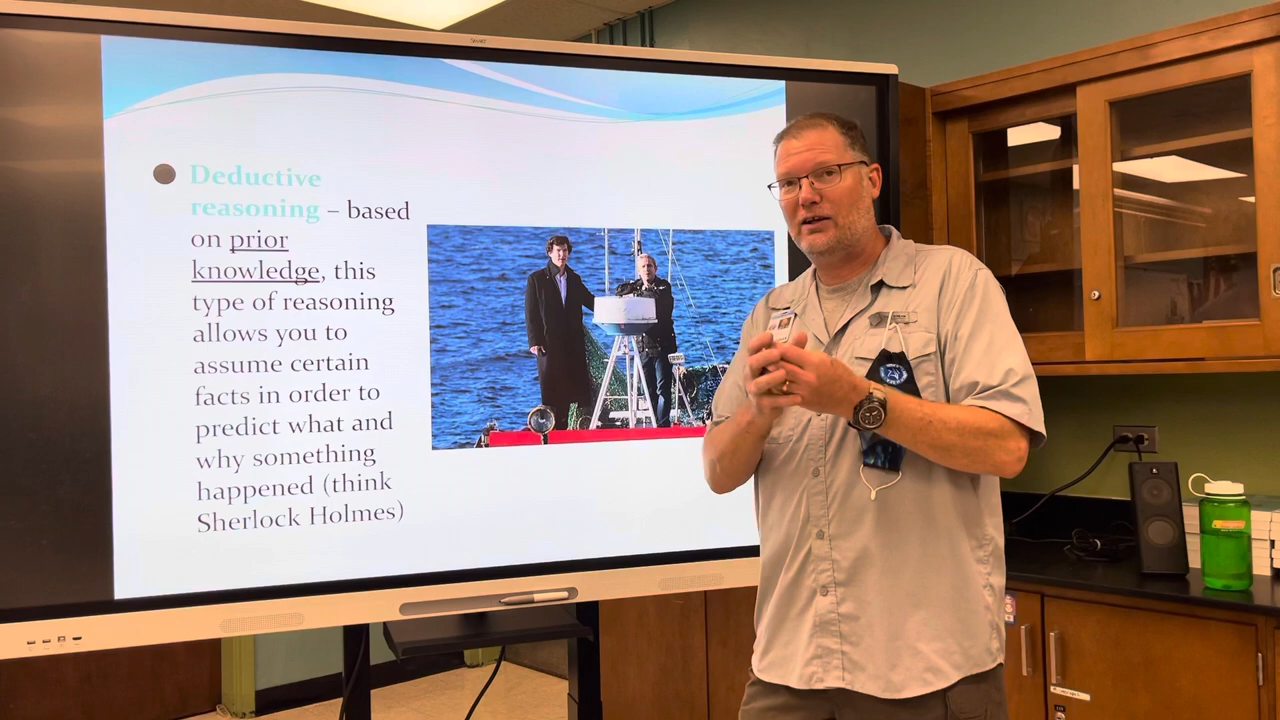 SMART
Deductive
reasoning – based
on prior
knowledge, this
type of reasoning
allows you to
assume certain
facts in order to
predict what and
why something
happened (think
Sherlock Holmes)